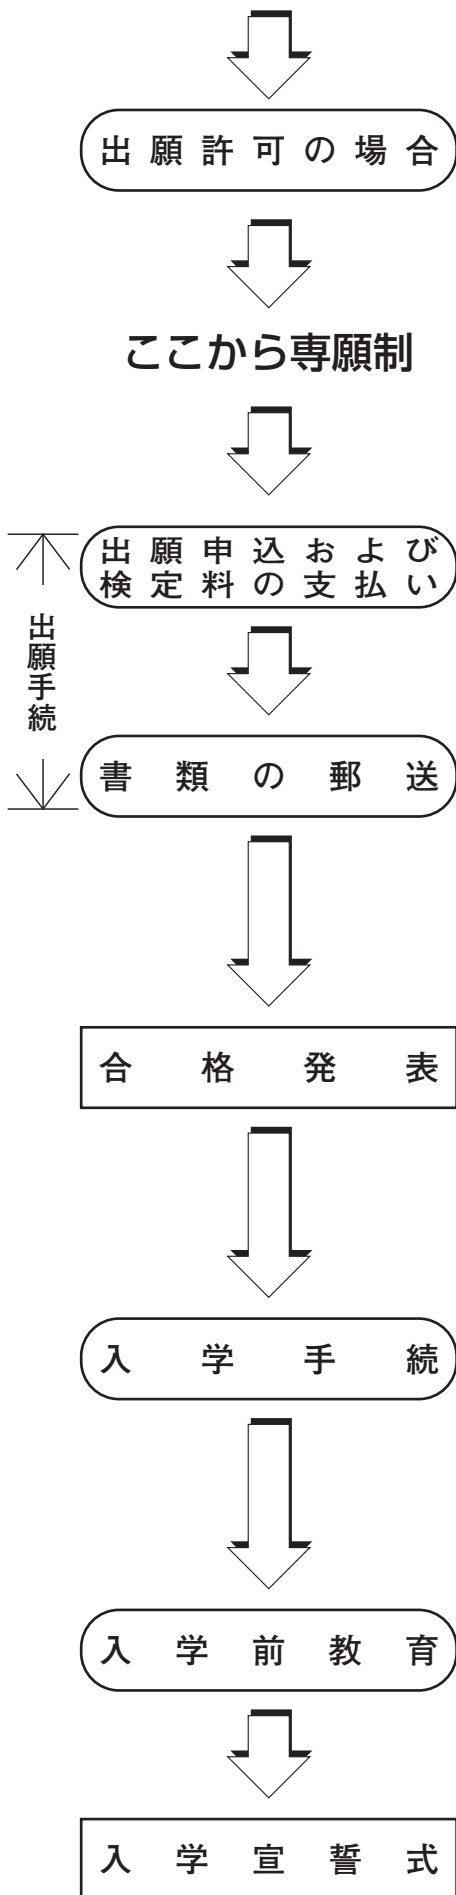 出願許可の場合
ここから専願制
出願申込および
検定料の支払い
出願手続
書類の郵送
合格発表
入学手続
入学前教育
入学宣誓式